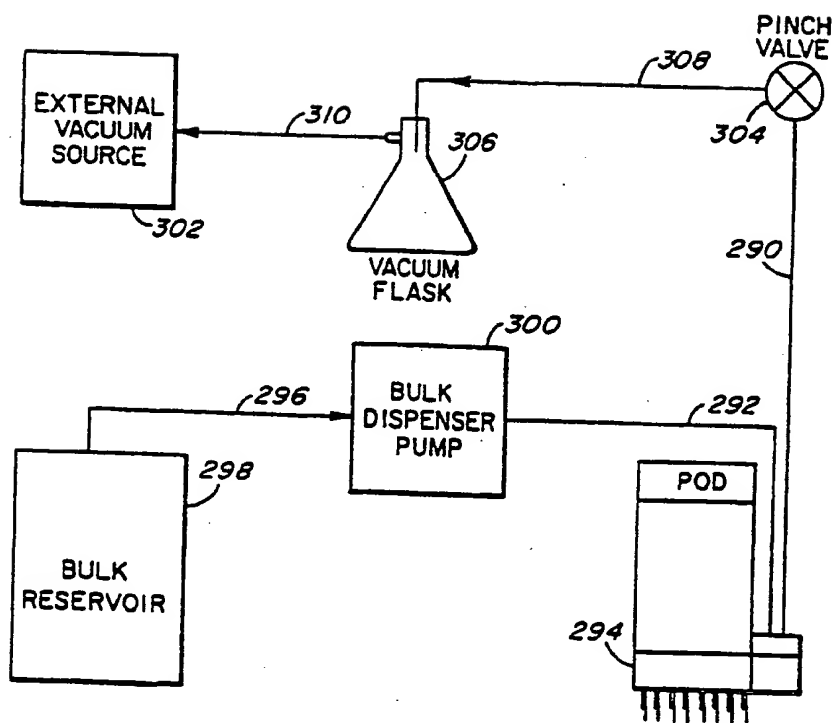 PINCH
VALVE
308
304
EXTERNAL
VACUUM
SOURCE
310
306
302
VACUUM
FLASK
290
300
296
BULK
DISPENSER
PUMP
292
298
POD
BULK
RESERVOIR
294